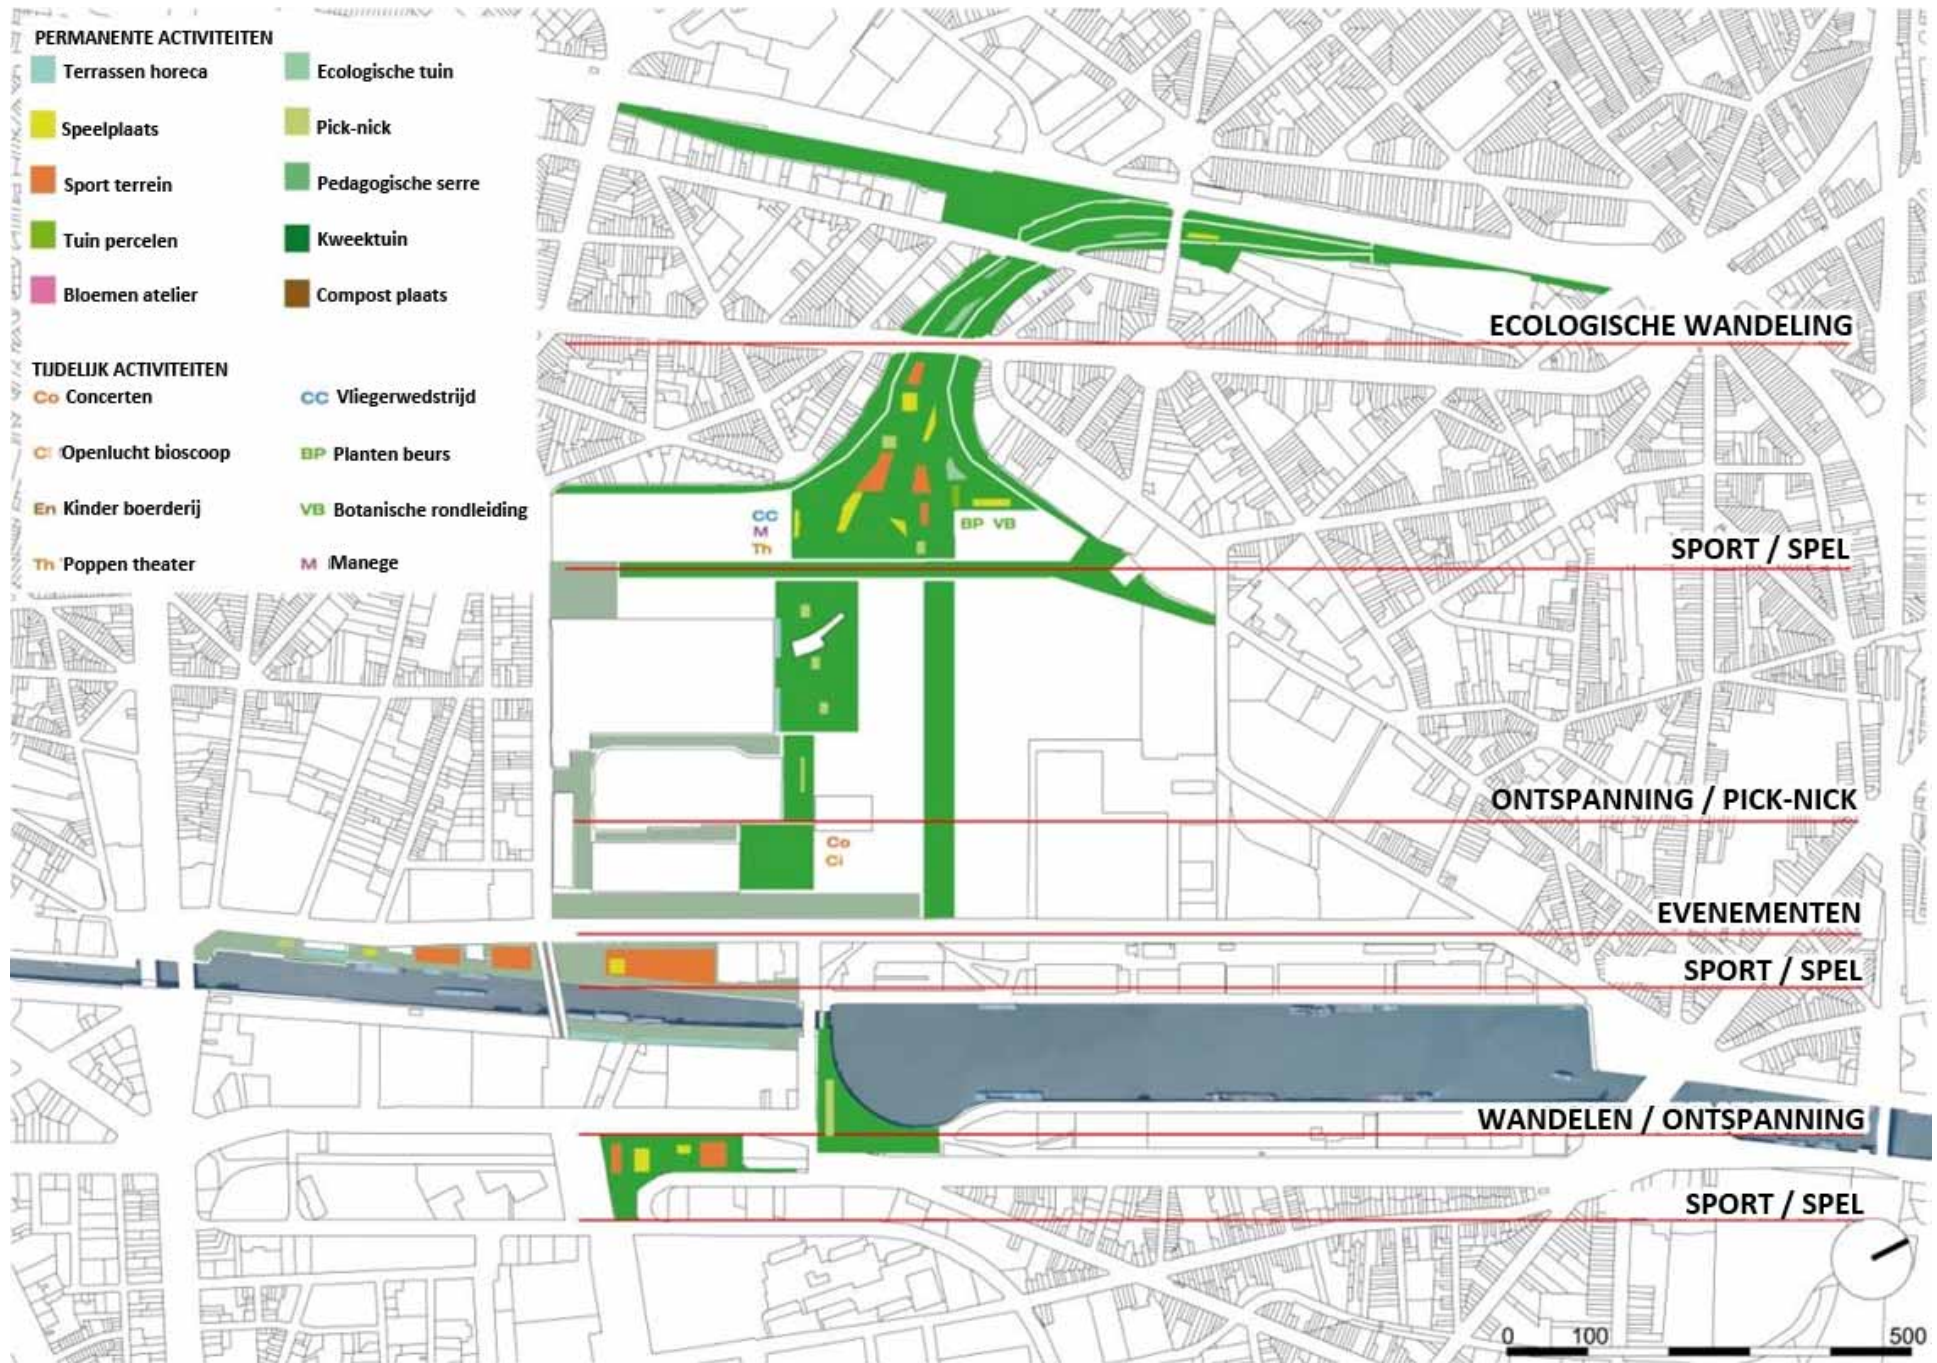 PERMANENTE ACTIVITEITEN
Terrassen horeca
Ecologische tuin
Speelplaats
Pick-nick
Sport terrein
Pedagogische serre
Tuin percelen
Kweektuin
Bloemen atelier
Compost plaats
TIJDELIJK ACTIVITEITEN
Co Concerten
CC Vliegerwedstrijd
Ci Openlucht bioscoop
BP Planten beurs
En Kinder boerderij
VB Botanische rondleiding
Th Poppen theater
M Manege
ECOLOGISCHE WANDELING
CC
M
Th
BP VB
SPORT / SPEL
ONTSPANNING / PICK-NICK
Co
Ci
EVENEMENTEN
SPORT / SPEL
WANDELEN / ONTSPANNING
SPORT / SPEL
0 100 500